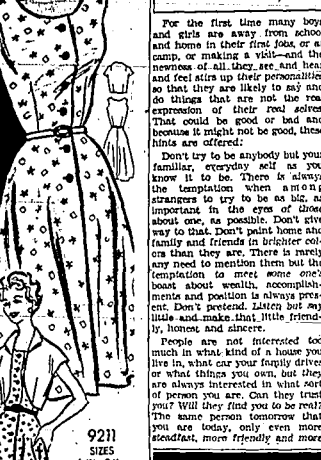 For the first time many boys
and girls are away from school
and home in their first jobs, or at
camp, or making a visit—and the
newness of all they see and hear
and feel stirs up their personalities
so that they are likely to say and
do things that are not the real
expression of their real selves
That could be good or bad and
because it might not be good, these
hints are offered:
Don't try to be anybody but your
familiar, everyday self as you
know it to be. There is always
the temptation when among
strangers to try to be as big, as
important in the eyes of those
about one, as possible. Don't give
way to that. Don't paint home and
family and friends in brighter col-
ors than they are. There is rarely
any need to mention them but the
temptation to meet some one's
boast about wealth, accomplish-
ments and position is always pres-
ent. Don't pretend. Listen but say
little and make that little friend-
ly, honest and sincere.
People are not interested too
much in what kind of a house you
live in, what car your family drives
or what things you own, but they
are always interested in what sort
of person you are. Can they trust
you? Will they find you to be real?
The same person tomorrow that
you are today, only even more
steadfast, more friendly and more
9211
SIZES